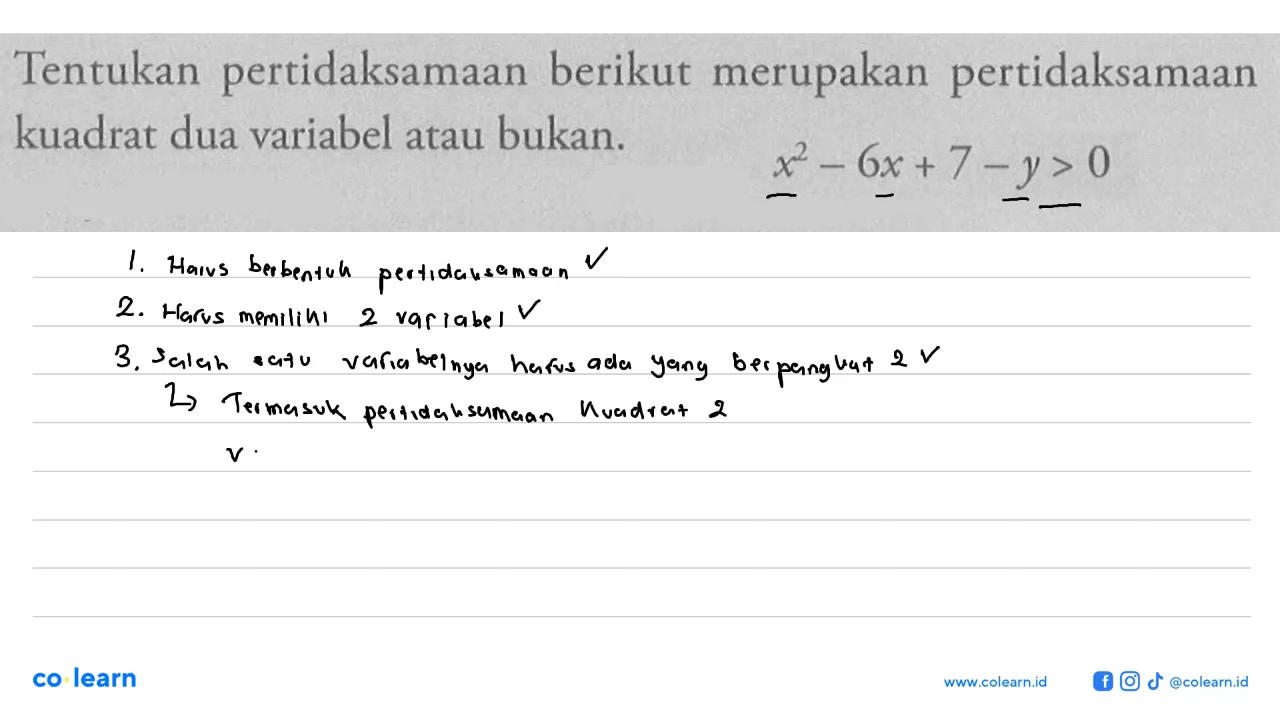 Tentukan pertidaksamaan berikut merupakan pertidaksamaan
kuadrat dua variabel atau bukan.
x² – 6x + 7 – y > 0
1. Harus berbentuk pertidaksamaan ✓
2. Harus memiliki 2 variabel ✓
3. Salah satu variabelnya harus ada yang berpangkat 2 ✓
↳ Termasuk pertidaksamaan kuadrat 2
v.
co·learn
www.colearn.id
@colearn.id